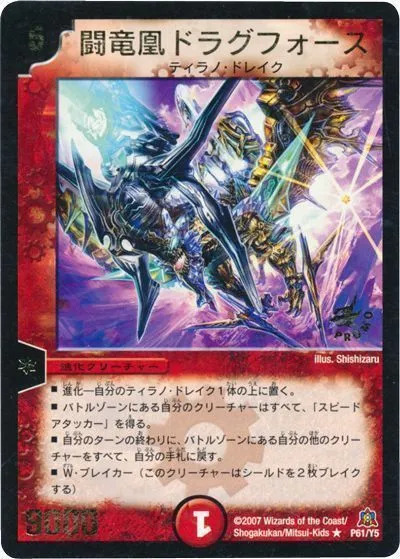 闘竜凰ドラグフォース
ティラノ・ドレイク
PROMO
illus. Shishizaru
進化クリーチャー
■ 進化－自分のティラノ・ドレイク1体の上に置く。
■ バトルゾーンにある自分のクリーチャーはすべて、「スピード
アタッカー」を得る。
■ 自分のターンの終わりに、バトルゾーンにある自分の他のクリー
チャーをすべて、自分の手札に戻す。
■ W・ブレイカー（このクリーチャーはシールドを2枚ブレイク
する）
9000
1
©2007 Wizards of the Coast/
Shogakukan/Mitsui-Kids ★ P61/Y5